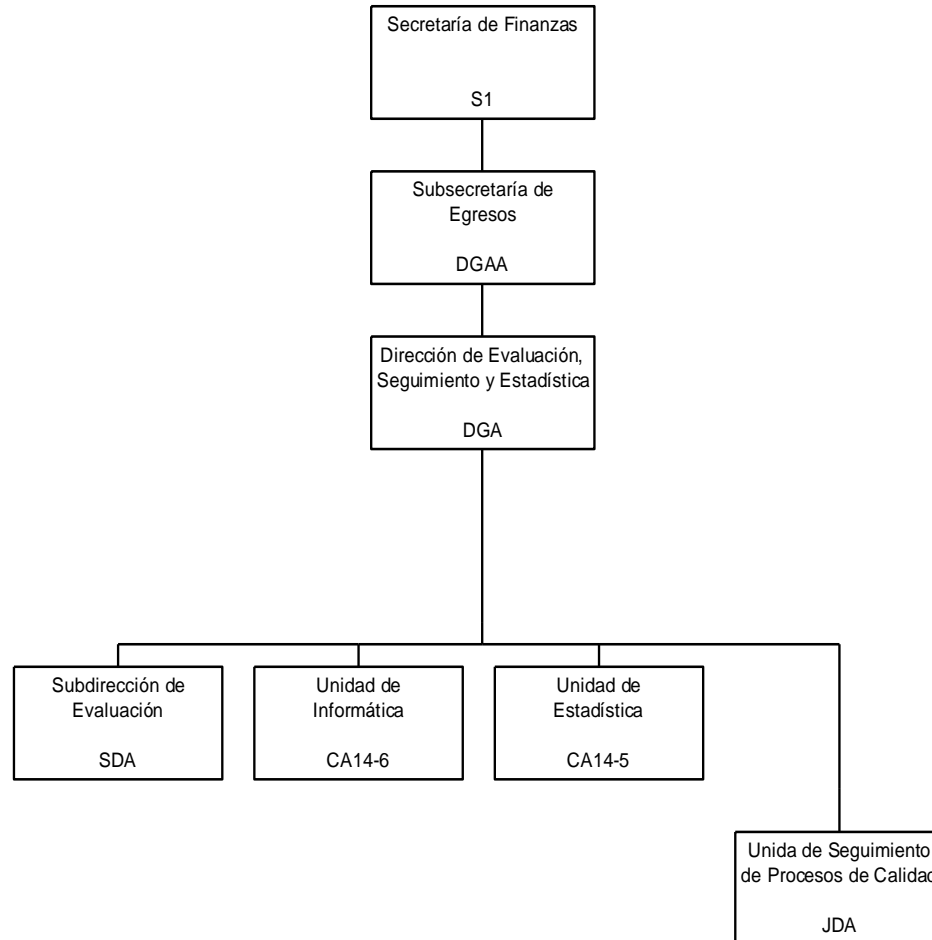 Secretaría de Finanzas
S1
Subsecretaría de
Egresos
DGAA
Dirección de Evaluación,
Seguimiento y Estadística
DGA
Subdirección de
Evaluación
SDA
Unidad de
Informática
CA14-6
Unidad de
Estadística
CA14-5
Unida de Seguimiento
de Procesos de Calidad
JDA